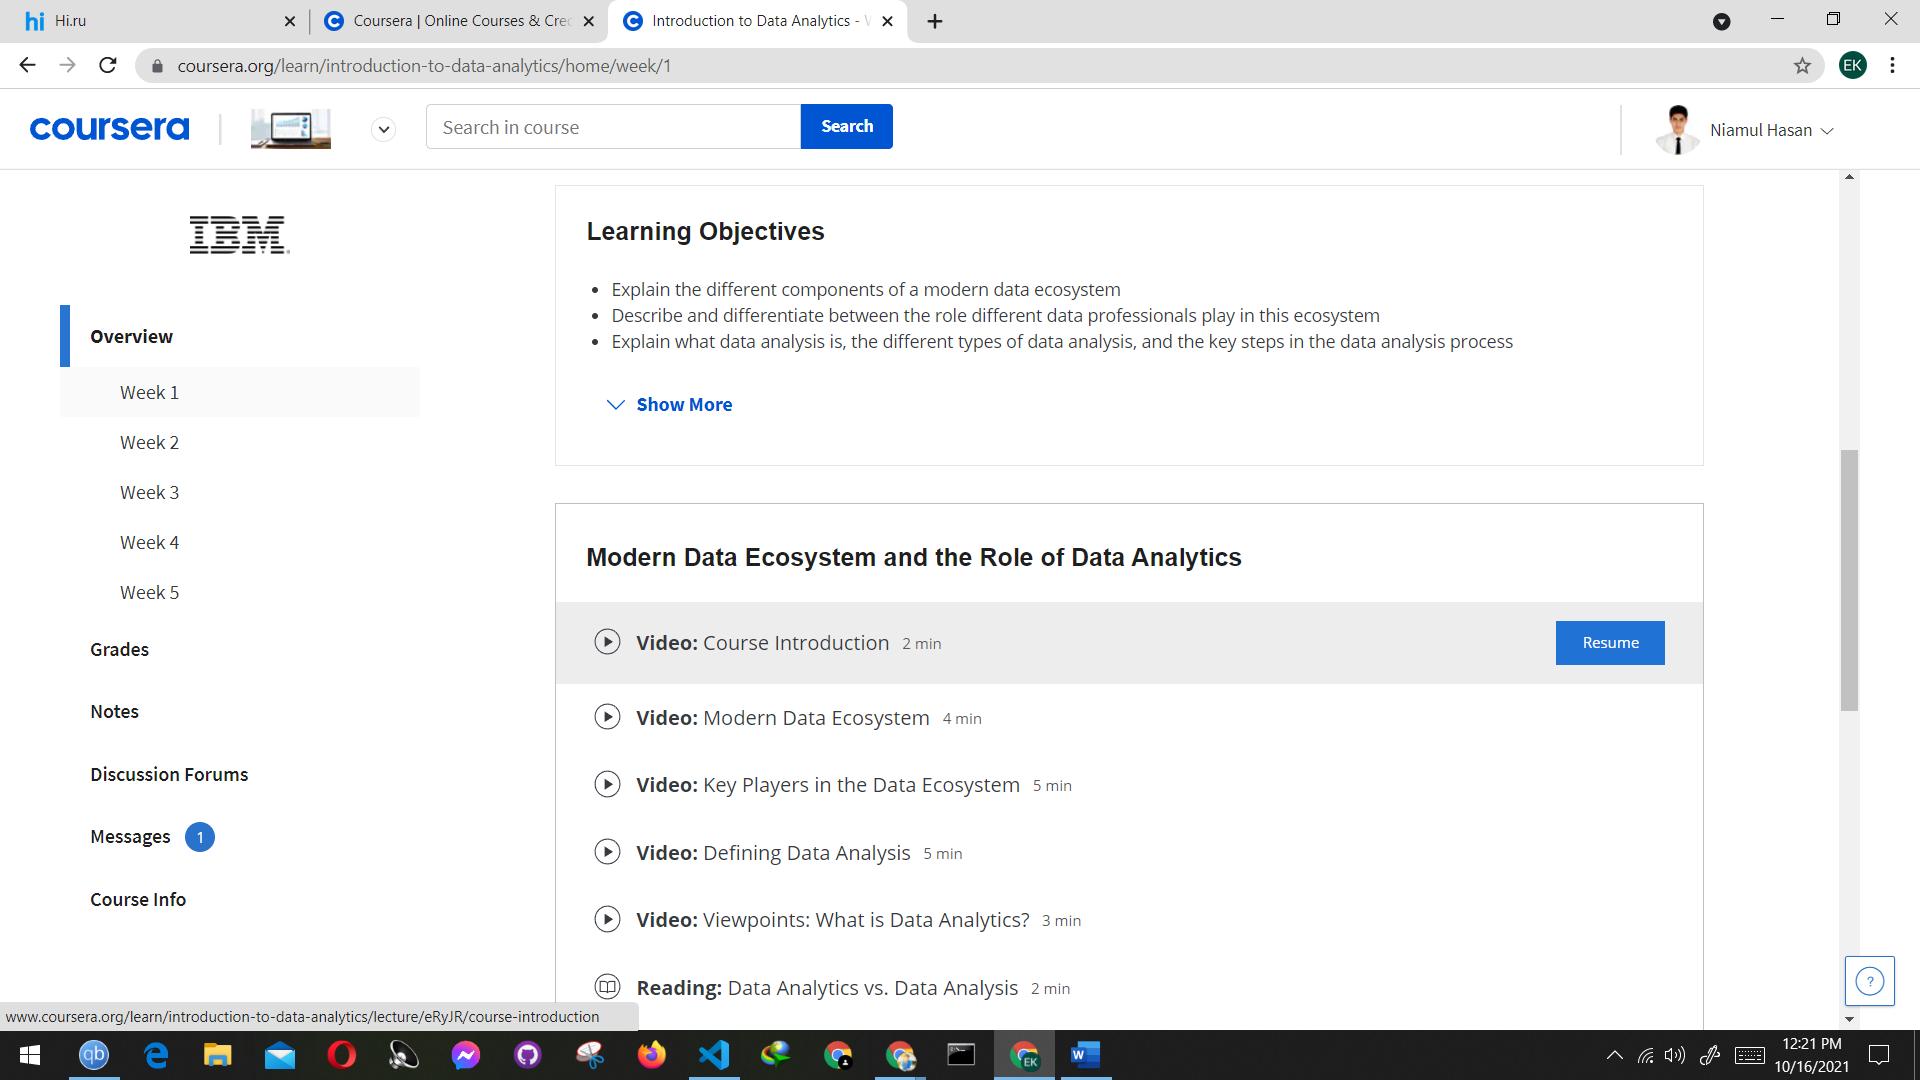 Hi.ru
Coursera | Online Courses & Cre
Introduction to Data Analytics -
coursera.org/learn/introduction-to-data-analytics/home/week/1
EK
coursera
Search in course
Search
Niamul Hasan
IBM
Overview
Week 1
Week 2
Week 3
Week 4
Week 5
Grades
Notes
Discussion Forums
Messages 1
Course Info
Learning Objectives
• Explain the different components of a modern data ecosystem
• Describe and differentiate between the role different data professionals play in this ecosystem
• Explain what data analysis is, the different types of data analysis, and the key steps in the data analysis process
Show More
Modern Data Ecosystem and the Role of Data Analytics
Video: Course Introduction 2 min
Resume
Video: Modern Data Ecosystem 4 min
Video: Key Players in the Data Ecosystem 5 min
Video: Defining Data Analysis 5 min
Video: Viewpoints: What is Data Analytics? 3 min
Reading: Data Analytics vs. Data Analysis 2 min
?
www.coursera.org/learn/introduction-to-data-analytics/lecture/eRyJR/course-introduction
12:21 PM
10/16/2021